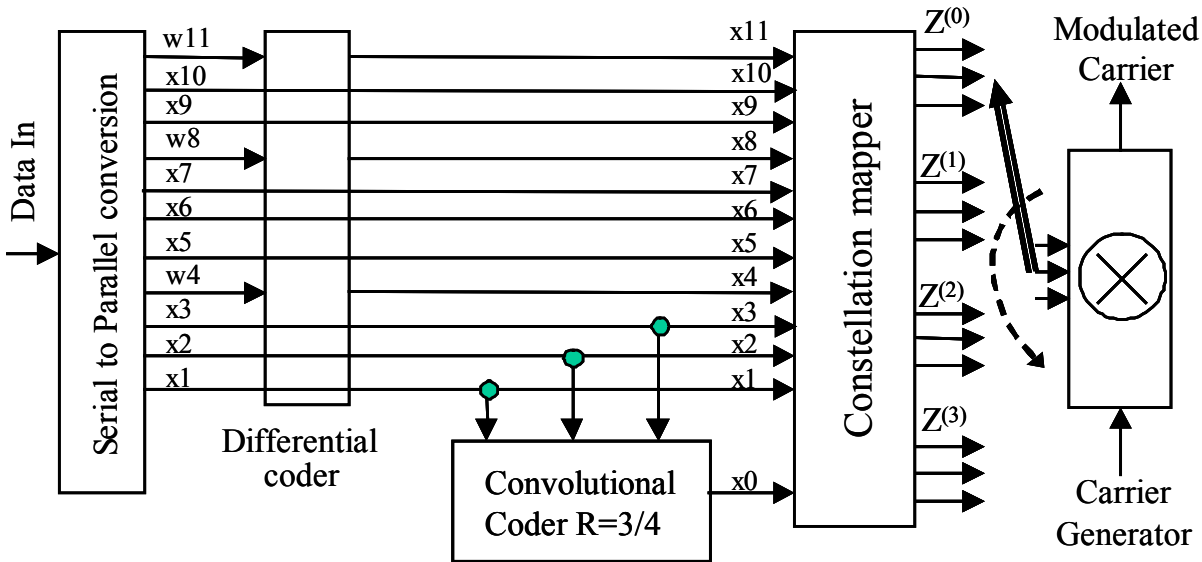 Data In
Serial to Parallel conversion
w11
x10
x9
w8
x7
x6
x5
w4
x3
x2
x1
Differential
coder
Convolutional
Coder R=3/4
x11
x10
x9
x8
x7
x6
x5
x4
x3
x2
x1
x0
Constellation mapper
Z(0)
Z(1)
Z(2)
Z(3)
Modulated
Carrier
Carrier
Generator